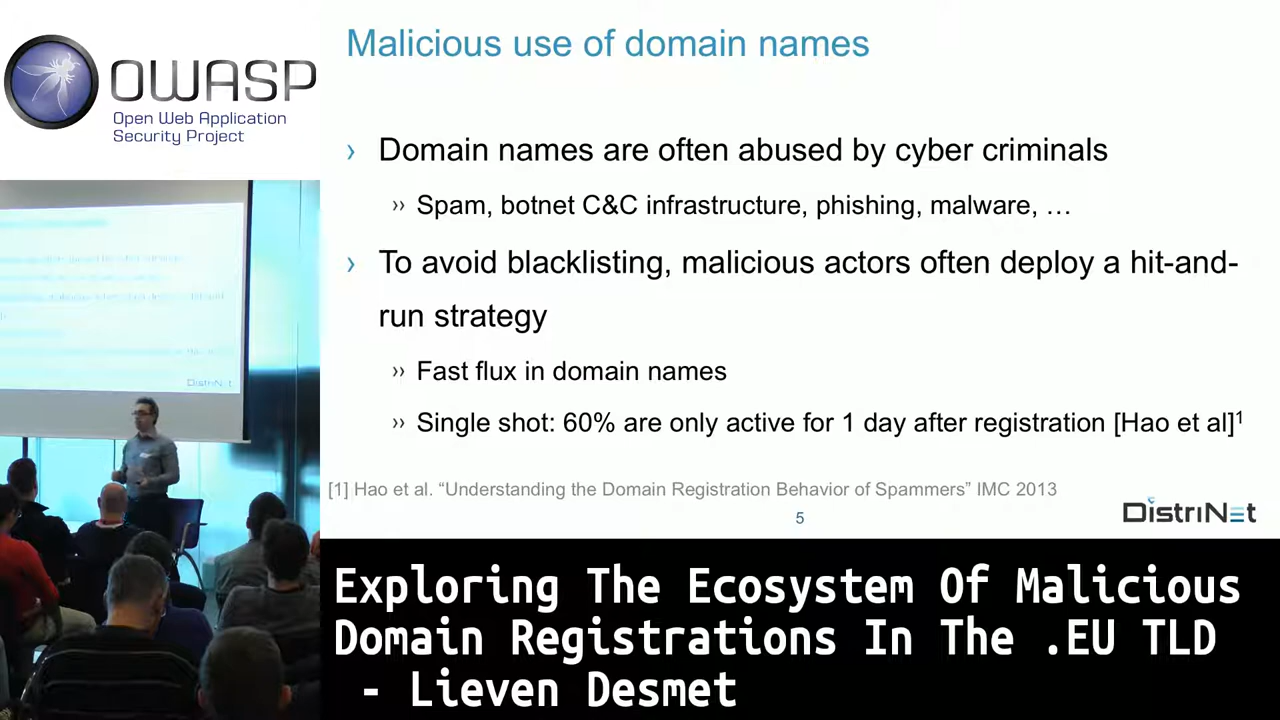 OWASP
Open Web Application
Security Project
Malicious use of domain names
› Domain names are often abused by cyber criminals
›› Spam, botnet C&C infrastructure, phishing, malware, …
› To avoid blacklisting, malicious actors often deploy a hit-and-
run strategy
›› Fast flux in domain names
›› Single shot: 60% are only active for 1 day after registration [Hao et al]¹
[1] Hao et al. “Understanding the Domain Registration Behavior of Spammers” IMC 2013
5
DistriNet
DistriNet
Exploring The Ecosystem Of Malicious
Domain Registrations In The .EU TLD
- Lieven Desmet